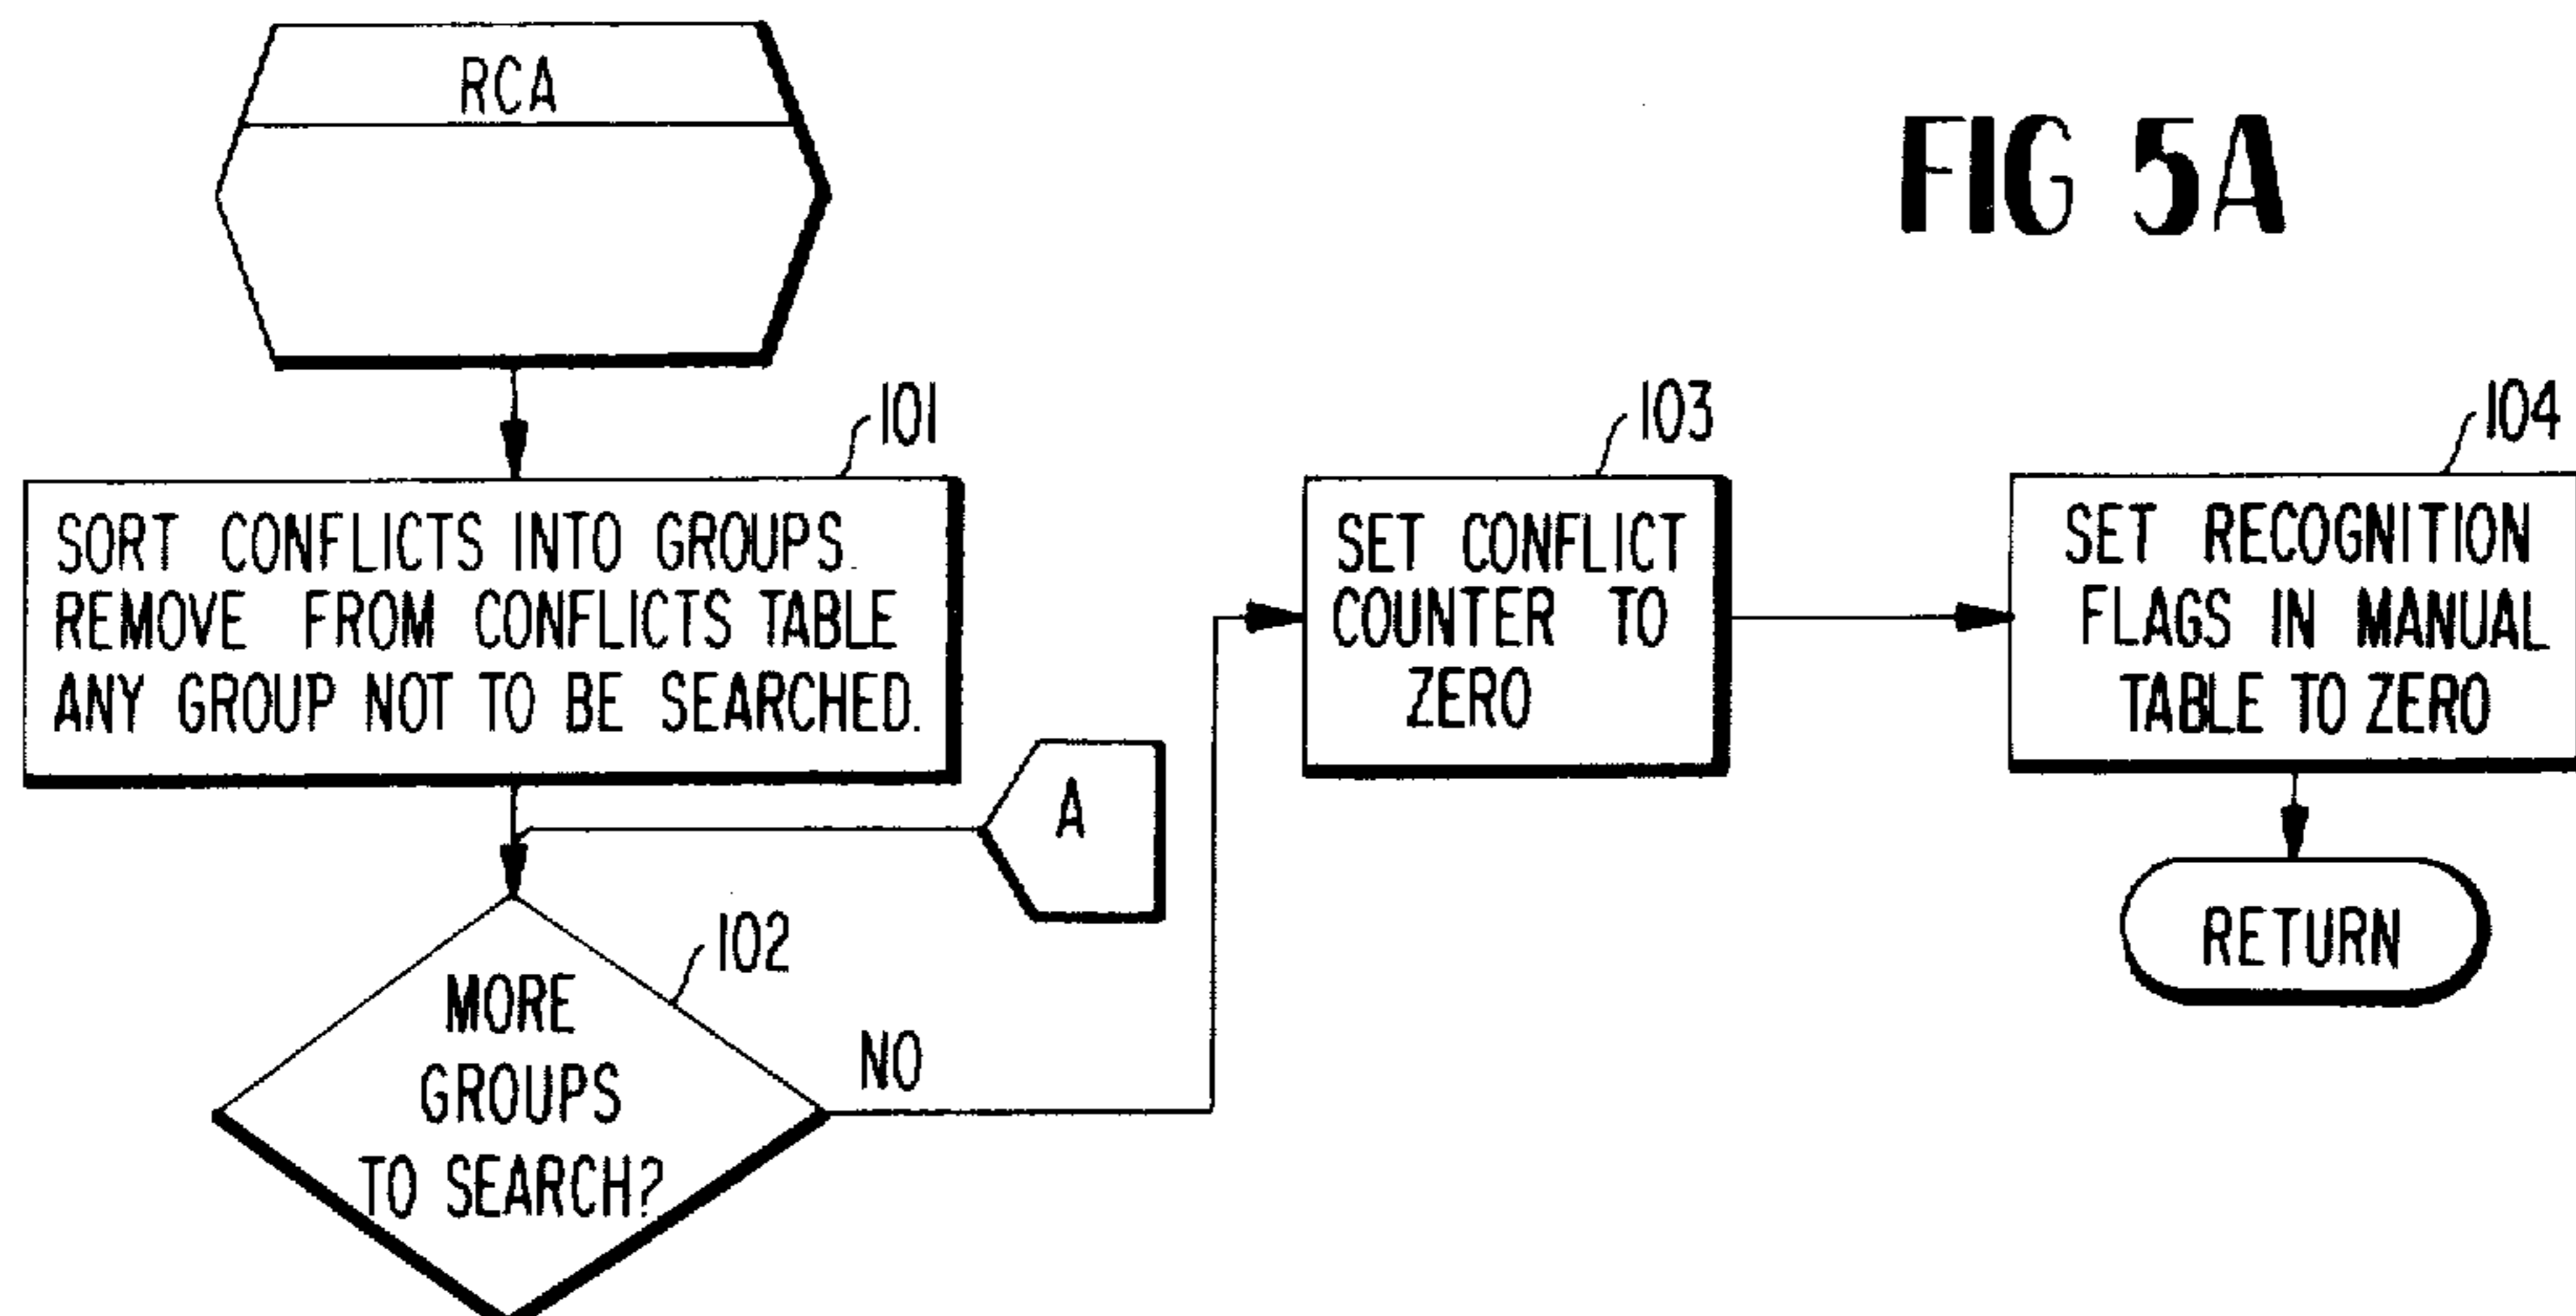 RCA
FIG 5A
101
SORT CONFLICTS INTO GROUPS.
REMOVE FROM CONFLICTS TABLE
ANY GROUP NOT TO BE SEARCHED.
103
SET CONFLICT
COUNTER TO
ZERO
104
SET RECOGNITION
FLAGS IN MANUAL
TABLE TO ZERO
A
102
MORE
GROUPS
TO SEARCH?
NO
RETURN